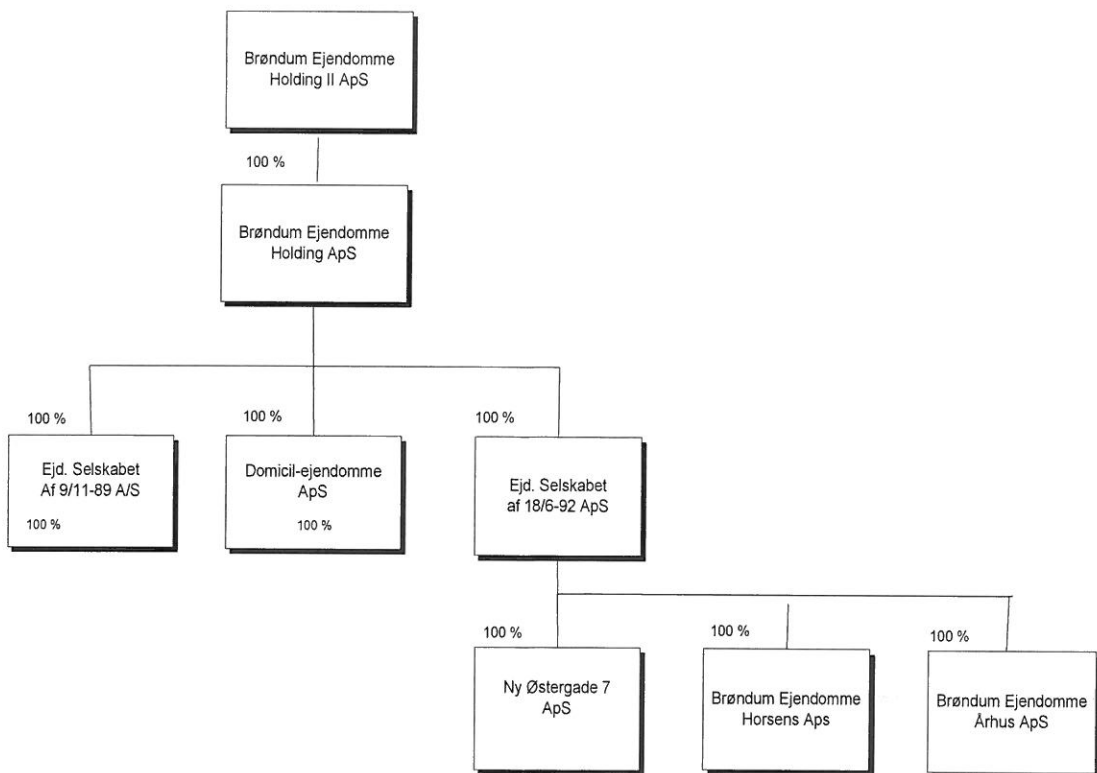 Brøndum Ejendomme
Holding II ApS
100 %
Brøndum Ejendomme
Holding ApS
100 %
100 %
100 %
Ejd. Selskabet
Af 9/11-89 A/S
100 %
Domicil-ejendomme
ApS
100 %
Ejd. Selskabet
af 18/6-92 ApS
100 %
100 %
100 %
Ny Østergade 7
ApS
Brøndum Ejendomme
Horsens Aps
Brøndum Ejendomme
Århus ApS